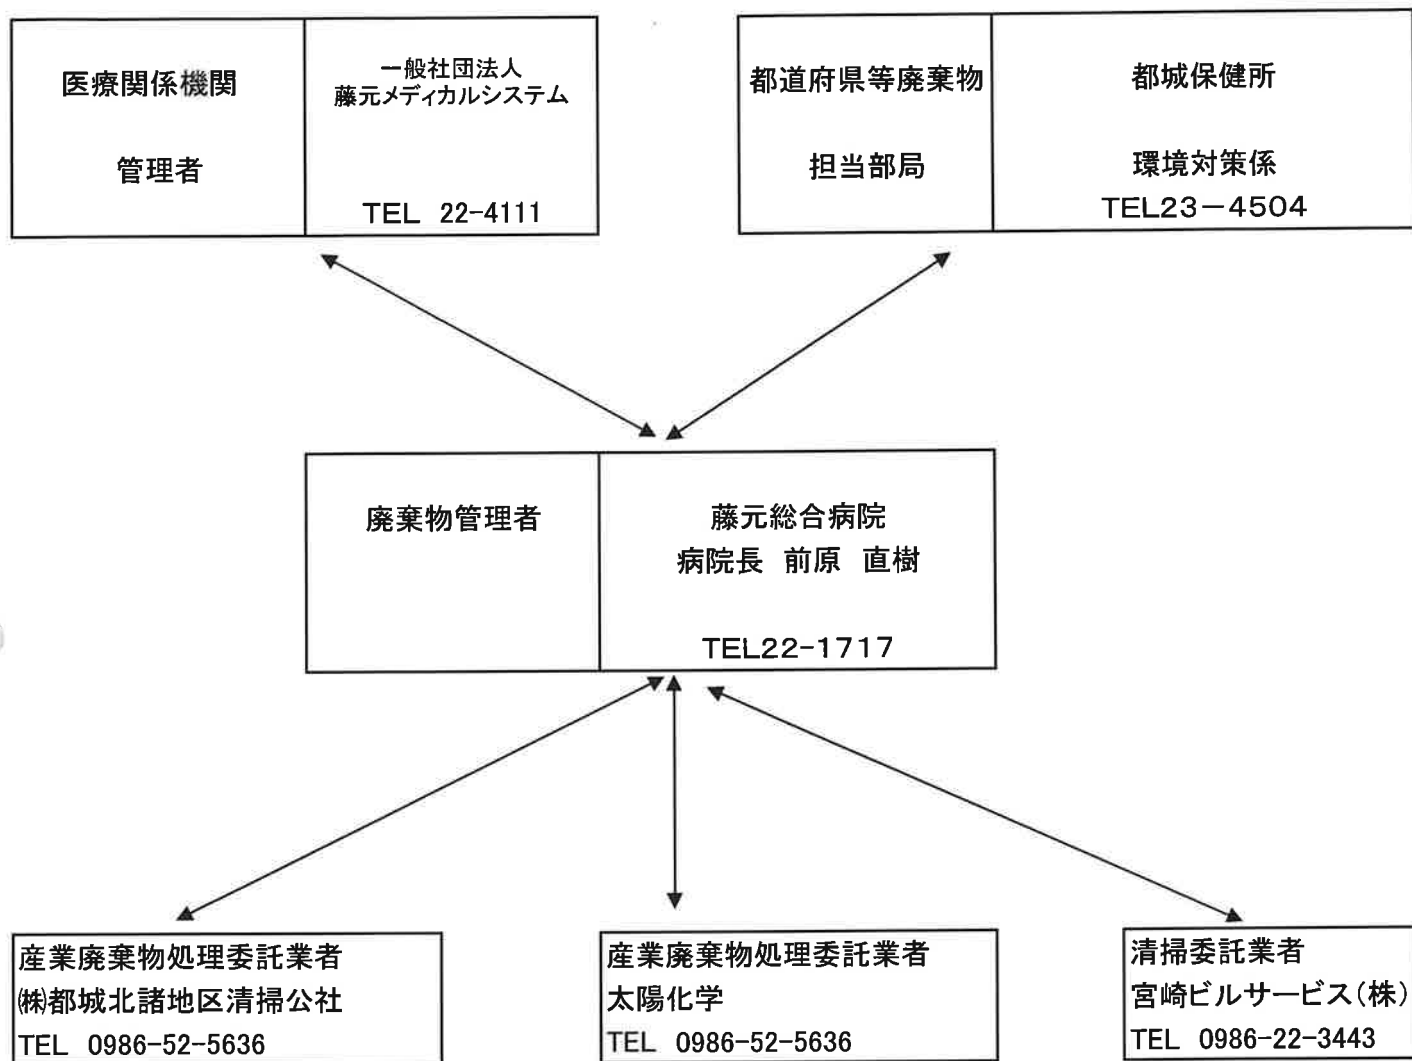 医療関係機関
管理者
一般社団法人
藤元メディカルシステム
TEL 22-4111
都道府県等廃棄物
担当部局
都城保健所
環境対策係
TEL23－4504
廃棄物管理者
藤元総合病院
病院長 前原 直樹
TEL22-1717
産業廃棄物処理委託業者
㈱都城北諸地区清掃公社
TEL 0986-52-5636
産業廃棄物処理委託業者
太陽化学
TEL 0986-52-5636
清掃委託業者
宮崎ビルサービス（株）
TEL 0986-22-3443